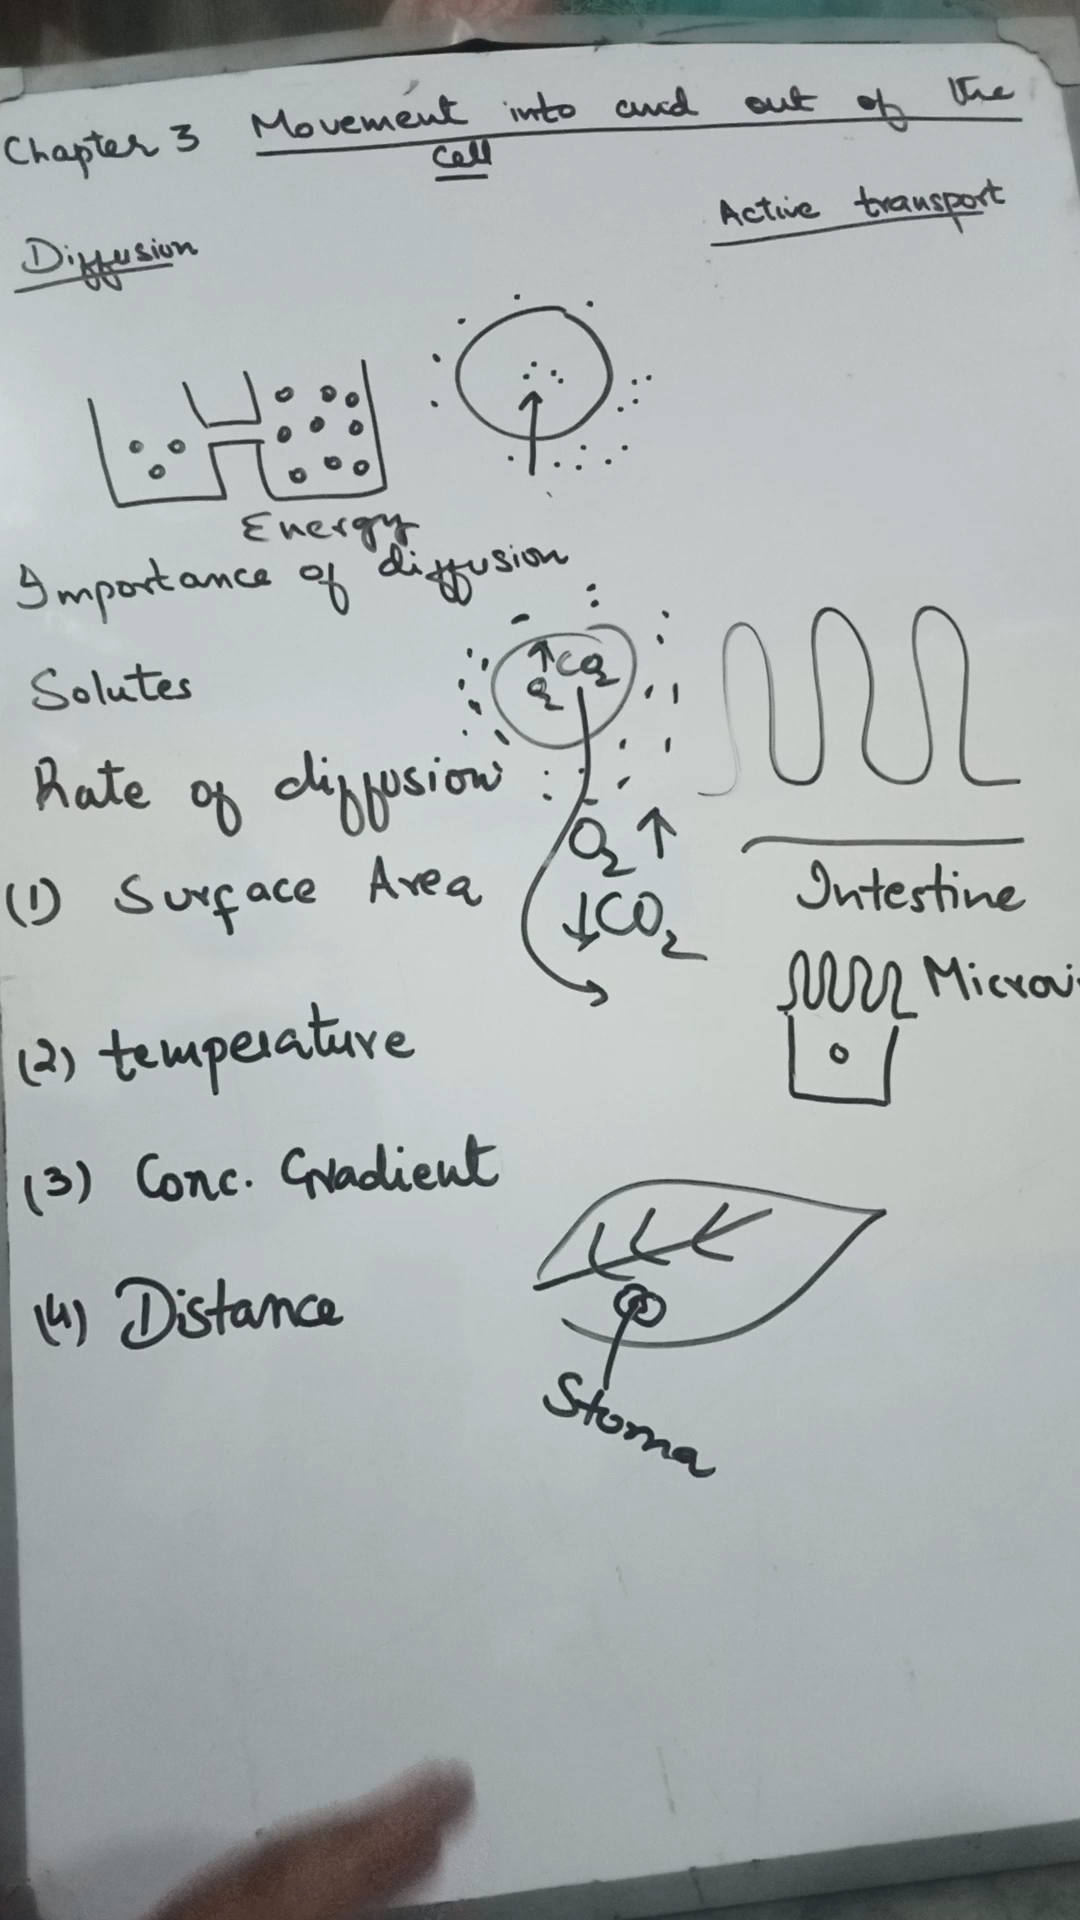 Chapter 3 Movement into and out of the
Cell
Active transport
Diffusion
Energy
Importance of diffusion
Solutes
CO2
O2
Rate of diffusion
O2 ↑
↓CO2
(1) Surface Area
Intestine
Microvi
(2) temperature
(3) Conc. Gradient
(4) Distance
Stoma